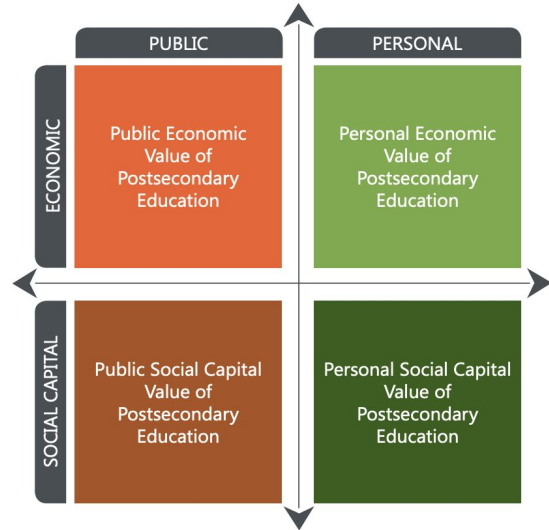 PUBLIC
PERSONAL
ECONOMIC
Public Economic
Value of
Postsecondary
Education
Personal Economic
Value of
Postsecondary
Education
SOCIAL CAPITAL
Public Social Capital
Value of
Postsecondary
Education
Personal Social Capital
Value of
Postsecondary
Education